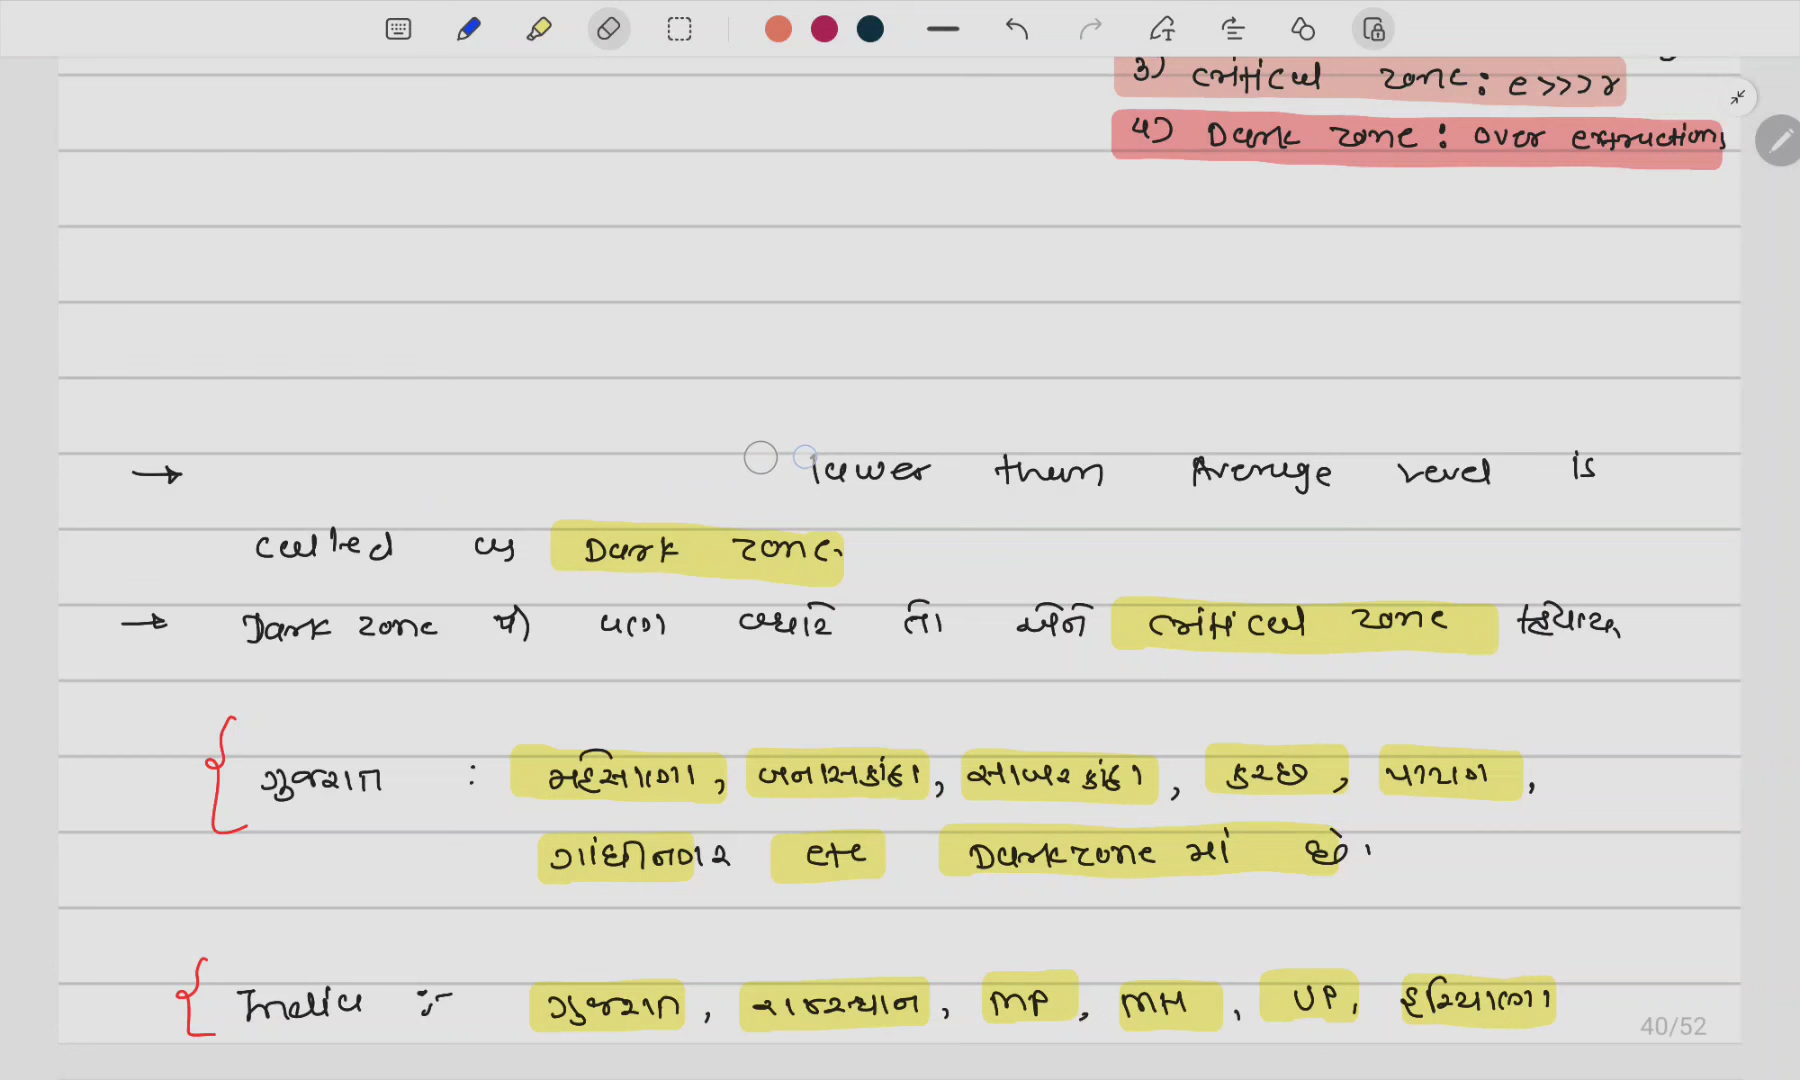 3) critical zone: e >>> r
4) Dark zone : over extraction
→ lower than Average level is
called as Dark zone.
→ Dark zone થી પણ વધારે તો એને critical zone કહેવાય,
ગુજરાત : મહેસાણા, બનાસકાંઠા, સાબરકાંઠા, કચ્છ, પાટણ,
ગાંધીનગર etc Darkzone માં છે.
India :- ગુજરાત, રાજસ્થાન, MP, MH, UP, હરિયાણા
40/52